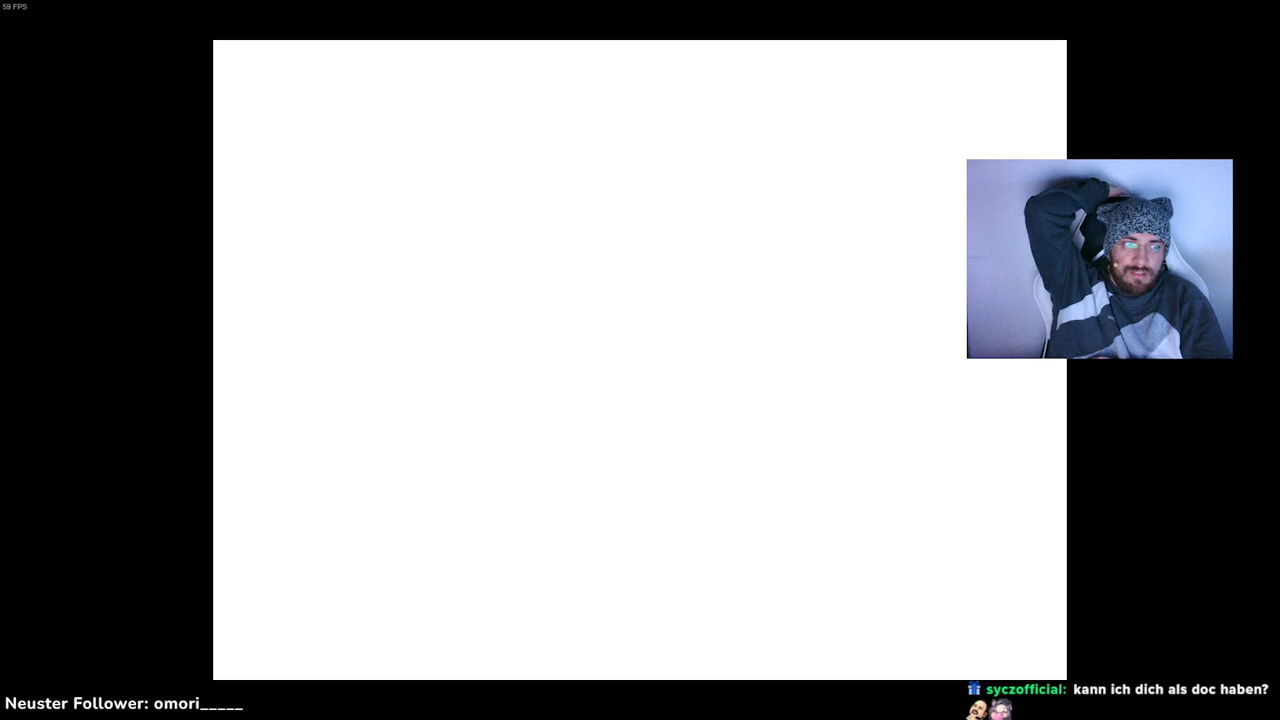 59 FPS
syczofficial: kann ich dich als doc haben?
Neuster Follower: omori_____